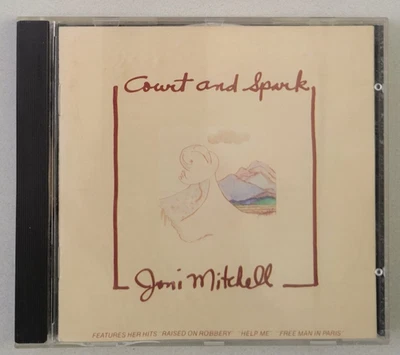 Court and Spark
Joni Mitchell
FEATURES HER HITS "RAISED ON ROBBERY" "HELP ME" "FREE MAN IN PARIS"